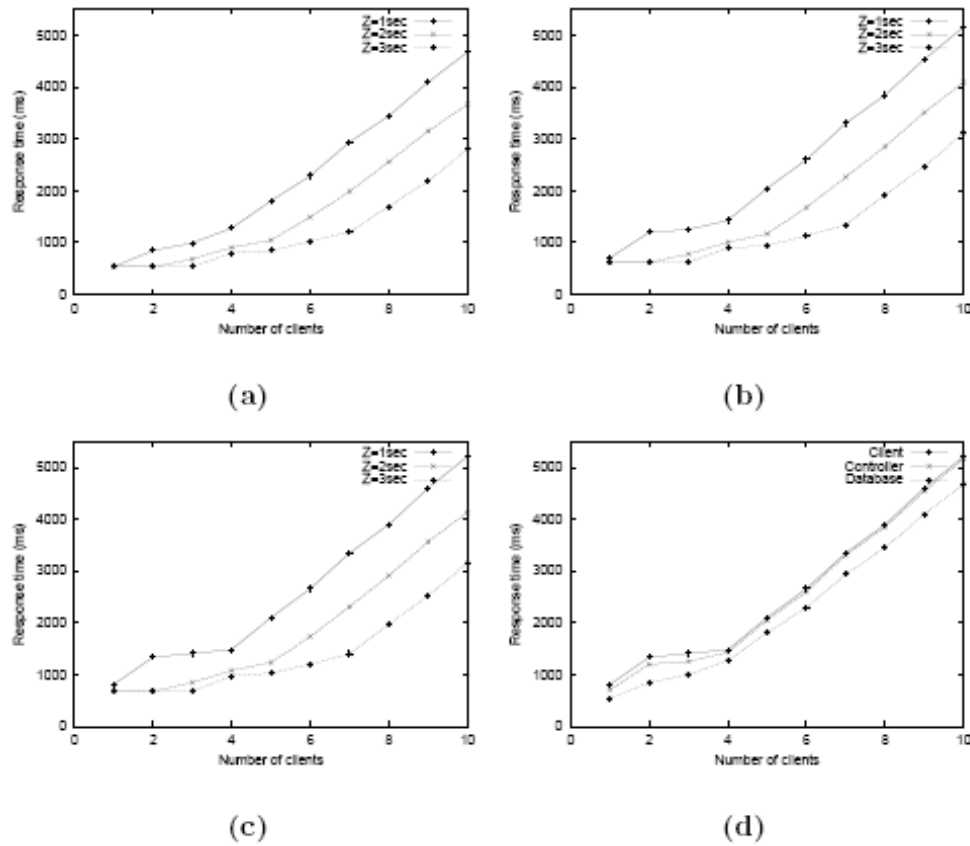 Z=1sec
Z=2sec
Z=3sec
5000
4000
3000
2000
1000
0
Response time (ms)
0 2 4 6 8 10
Number of clients
(a)
Z=1sec
Z=2sec
Z=3sec
5000
4000
3000
2000
1000
0
Response time (ms)
0 2 4 6 8 10
Number of clients
(b)
Z=1sec
Z=2sec
Z=3sec
5000
4000
3000
2000
1000
0
Response time (ms)
0 2 4 6 8 10
Number of clients
(c)
Client
Controller
Database
5000
4000
3000
2000
1000
0
Response time (ms)
0 2 4 6 8 10
Number of clients
(d)